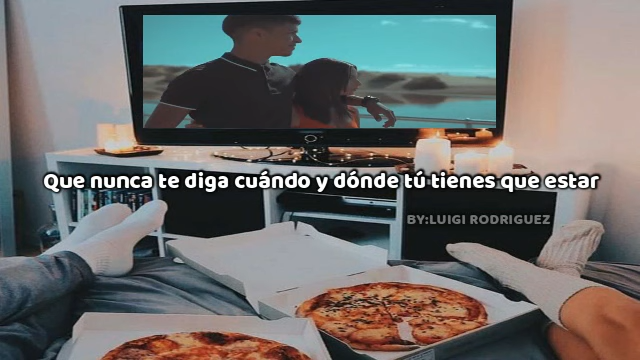 Que nunca te diga cuándo y dónde tú tienes que estar
BY:LUIGI RODRIGUEZ